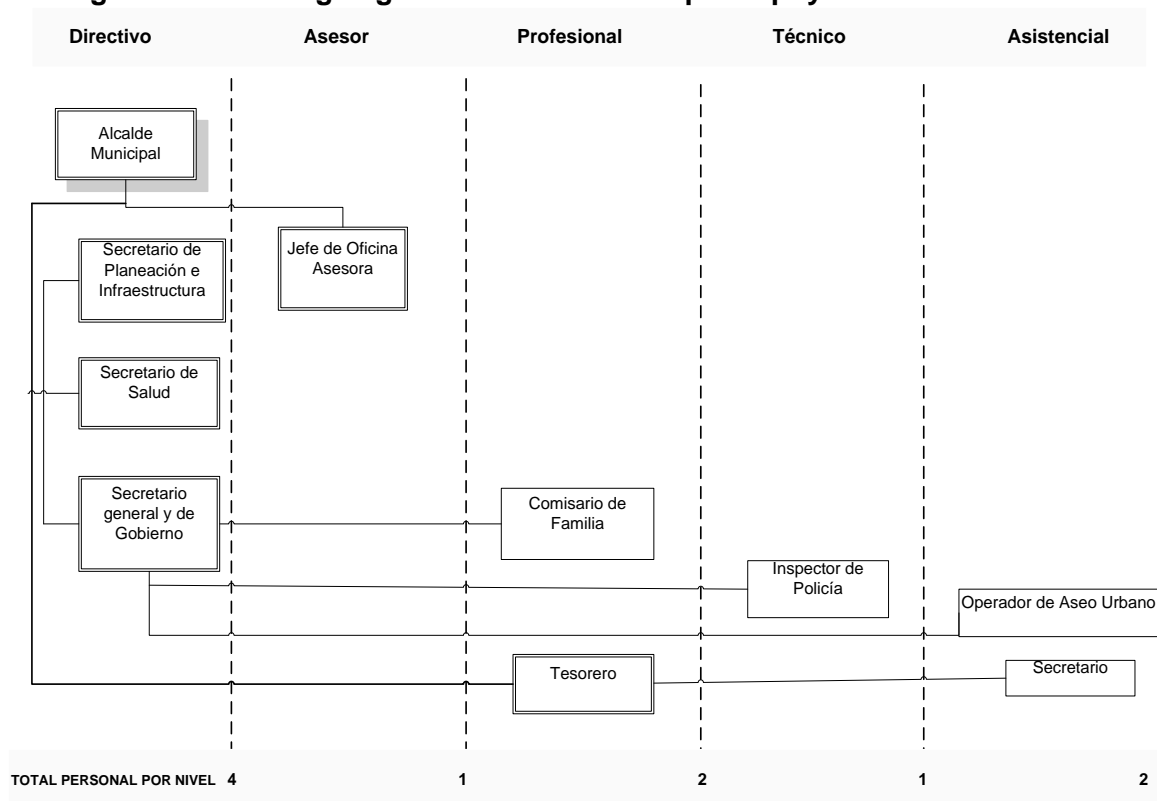 Directivo Asesor Profesional Técnico Asistencial
Alcalde
Municipal
Secretario de
Planeación e
Infraestructura
Jefe de Oficina
Asesora
Secretario de
Salud
Secretario
general y de
Gobierno
Comisario de
Familia
Inspector de
Policía
Operador de Aseo Urbano
Tesorero
Secretario
TOTAL PERSONAL POR NIVEL 4 1 2 1 2